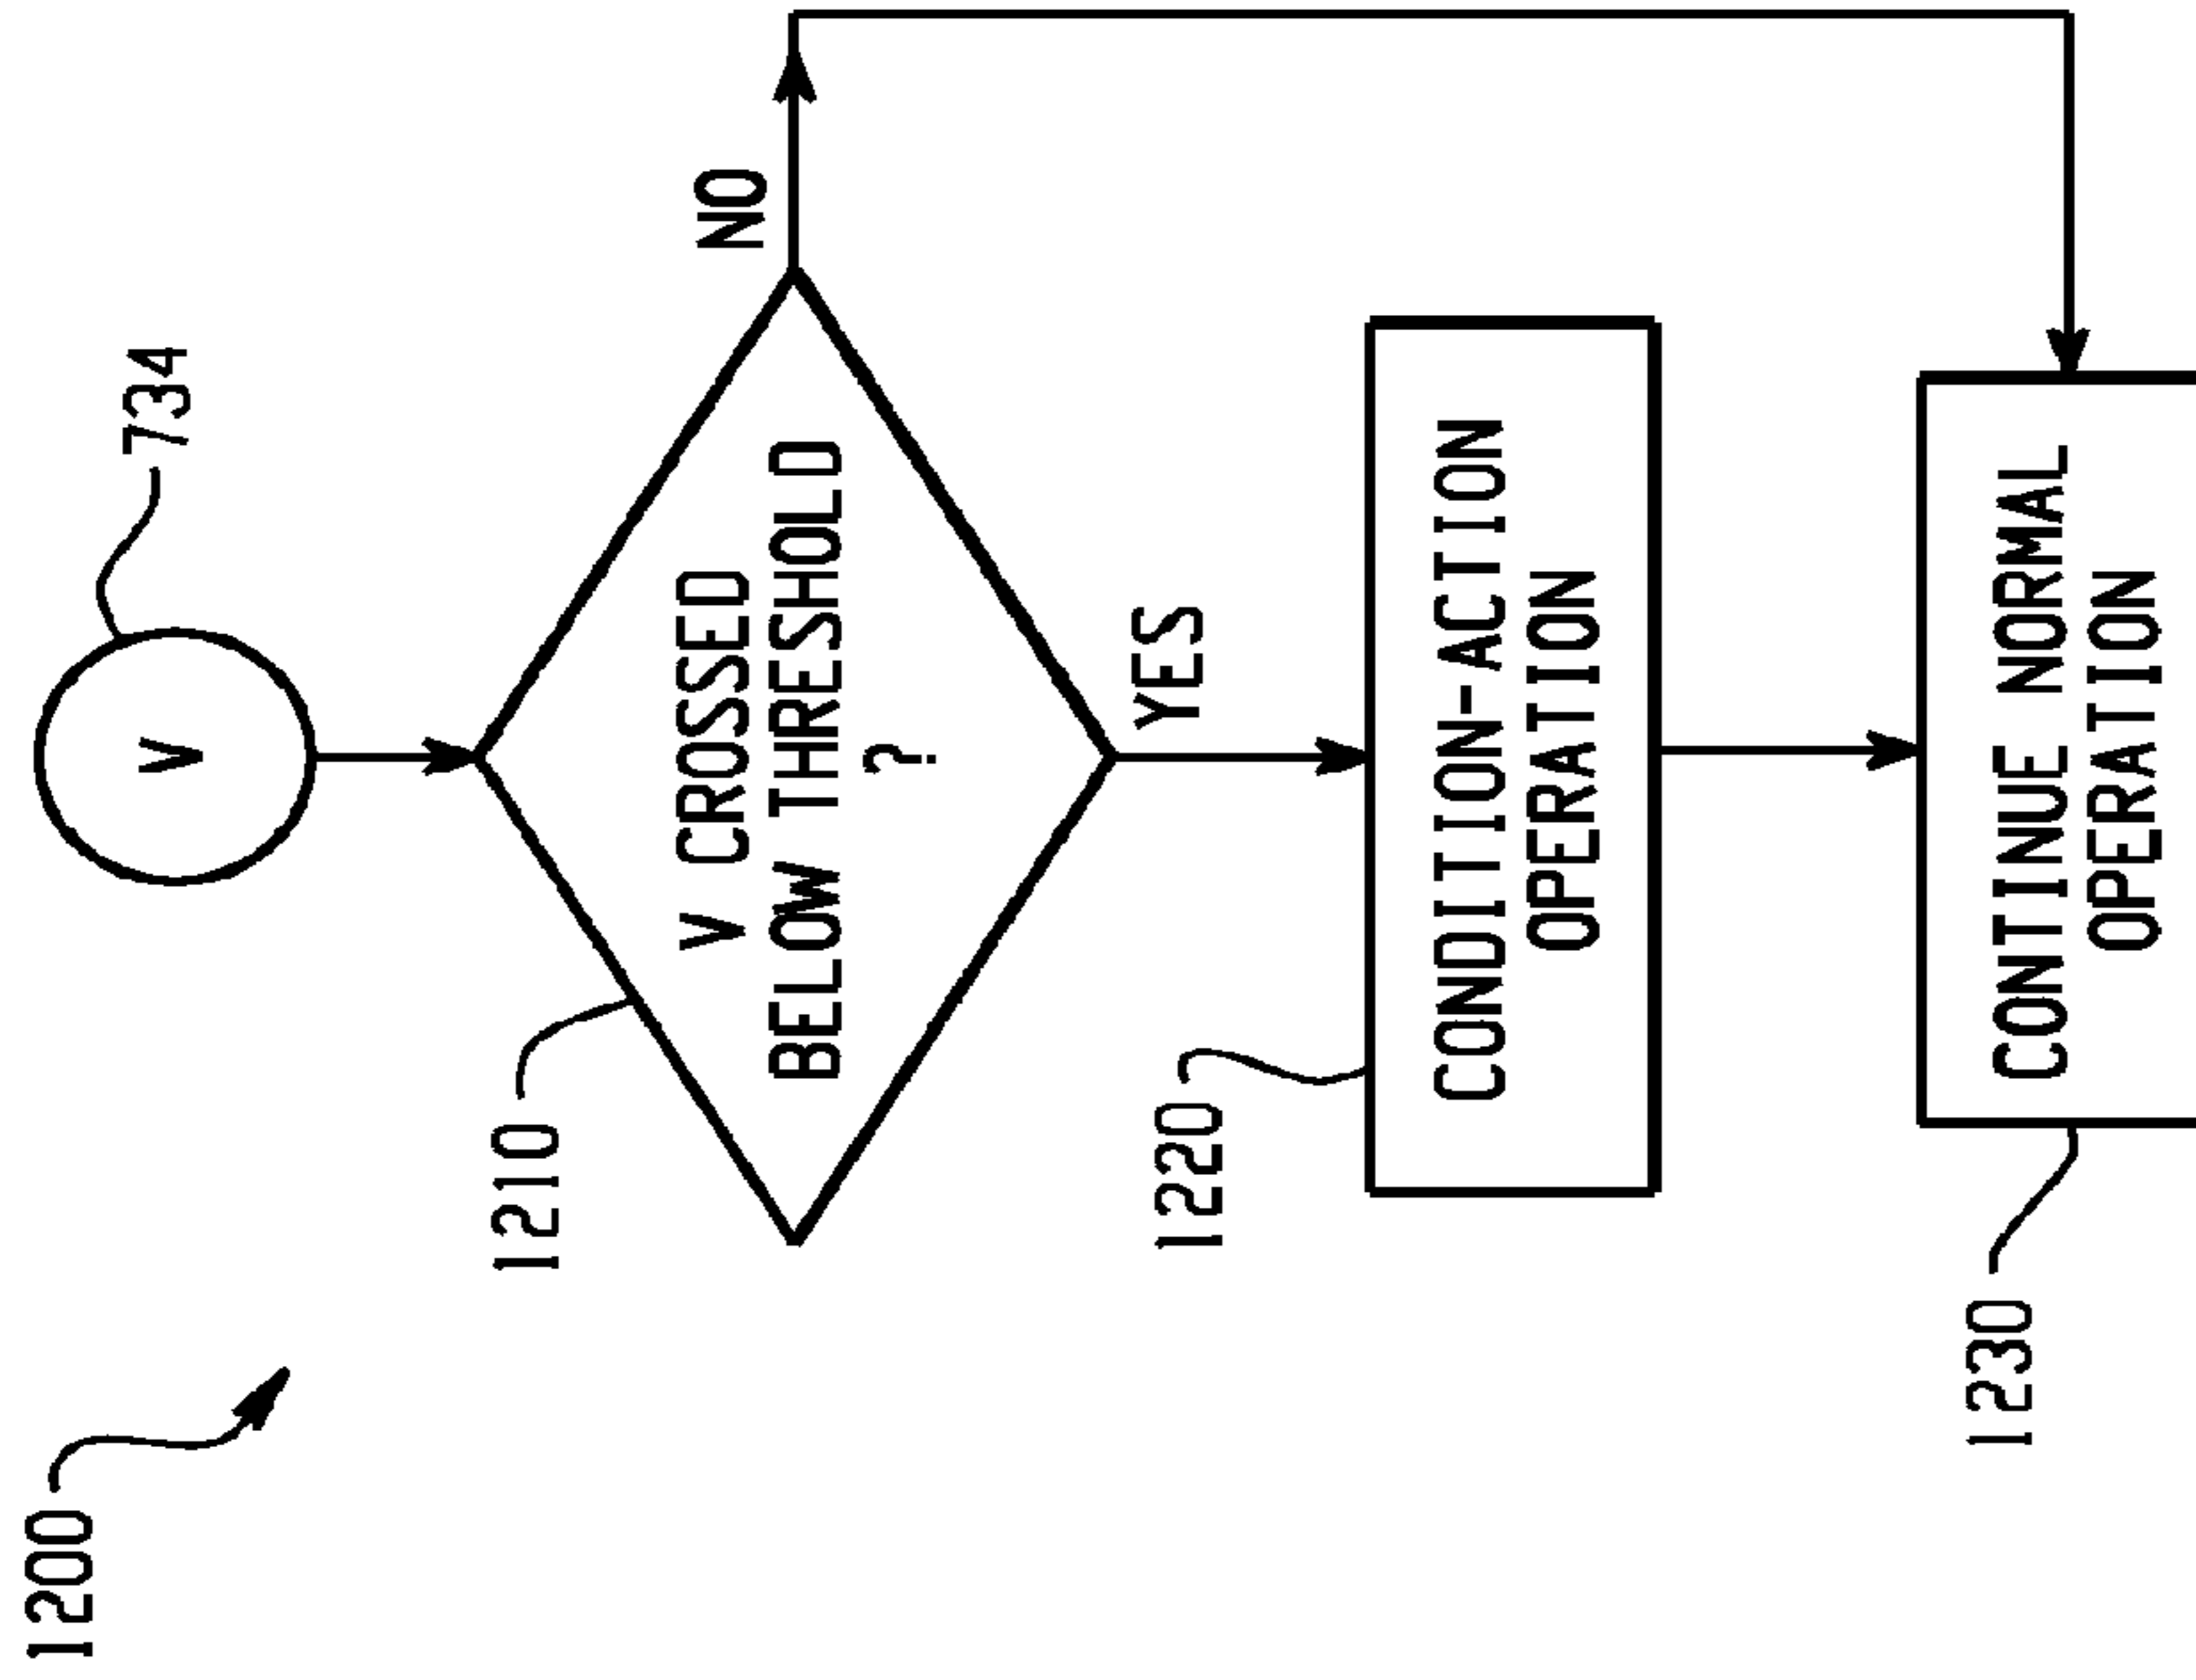 1200
734
V
1210
V CROSSED
BELOW THRESHOLD
?
NO
YES
1220
CONDITION-ACTION
OPERATION
1230
CONTINUE NORMAL
OPERATION